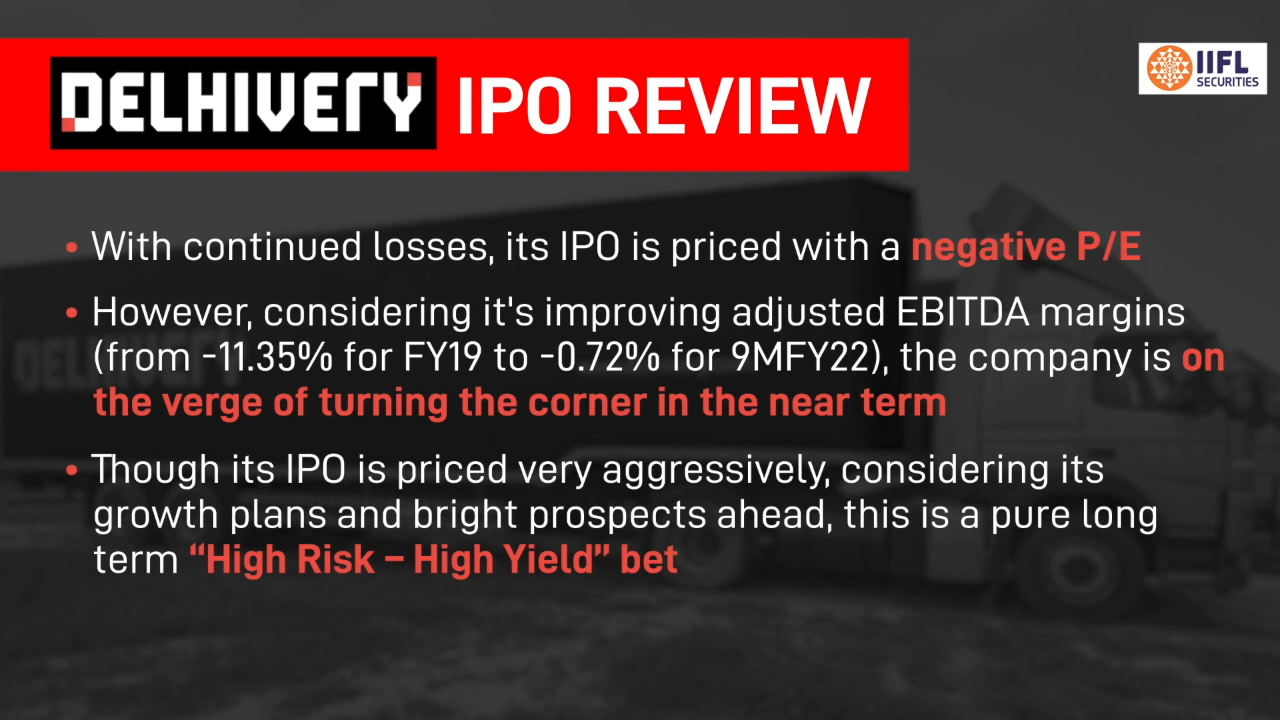 DELHIVERY IPO REVIEW
IIFL
SECURITIES
• With continued losses, its IPO is priced with a negative P/E
• However, considering it's improving adjusted EBITDA margins
(from -11.35% for FY19 to -0.72% for 9MFY22), the company is on
the verge of turning the corner in the near term
• Though its IPO is priced very aggressively, considering its
growth plans and bright prospects ahead, this is a pure long
term “High Risk – High Yield” bet
DELHIVERY